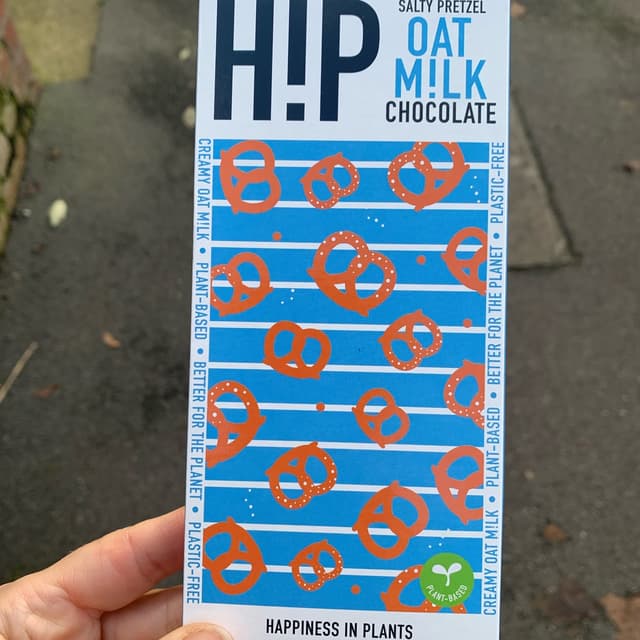 H!P
SALTY PRETZEL
OAT
M!LK
CHOCOLATE
CREAMY OAT M!LK • PLANT-BASED • BETTER FOR THE PLANET • PLASTIC-FREE
CREAMY OAT M!LK • PLANT-BASED • BETTER FOR THE PLANET • PLASTIC-FREE
PLANT-BASED
HAPPINESS IN PLANTS